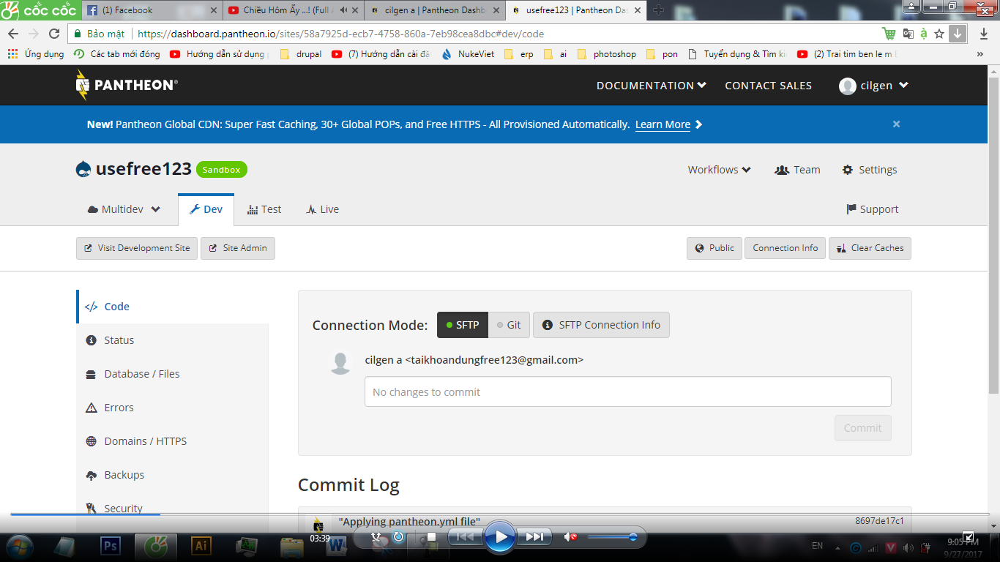 CỐC CỐC
(1) Facebook
Chiều Hôm Ấy ...! (Full A
cilgen a | Pantheon Dashb
usefree123 | Pantheon Das
Bảo mật
https://dashboard.pantheon.io/sites/58a7925d-ecb7-4758-860a-7eb98cea8dbc#dev/code
Ứng dụng
Các tab mới đóng
Hướng dẫn sử dụng
drupal
(7) Hướng dẫn cài đặ
NukeViet
erp
ai
photoshop
pon
Tuyển dụng & Tìm ki
(2) Trai tim ben le m
»
PANTHEON®
DOCUMENTATION
CONTACT SALES
cilgen
New! Pantheon Global CDN: Super Fast Caching, 30+ Global POPs, and Free HTTPS - All Provisioned Automatically. Learn More
usefree123
Sandbox
Workflows
Team
Settings
Multidev
Dev
Test
Live
Support
Visit Development Site
Site Admin
Public
Connection Info
Clear Caches
Code
Status
Database / Files
Errors
Domains / HTTPS
Backups
Security
Connection Mode:
SFTP
Git
SFTP Connection Info
cilgen a <taikhoandungfree123@gmail.com>
No changes to commit
Commit
Commit Log
"Applying pantheon.yml file"
8697de17c1
03:39
Ps
Ai
W
EN
V
9:05 PM
9/27/2017